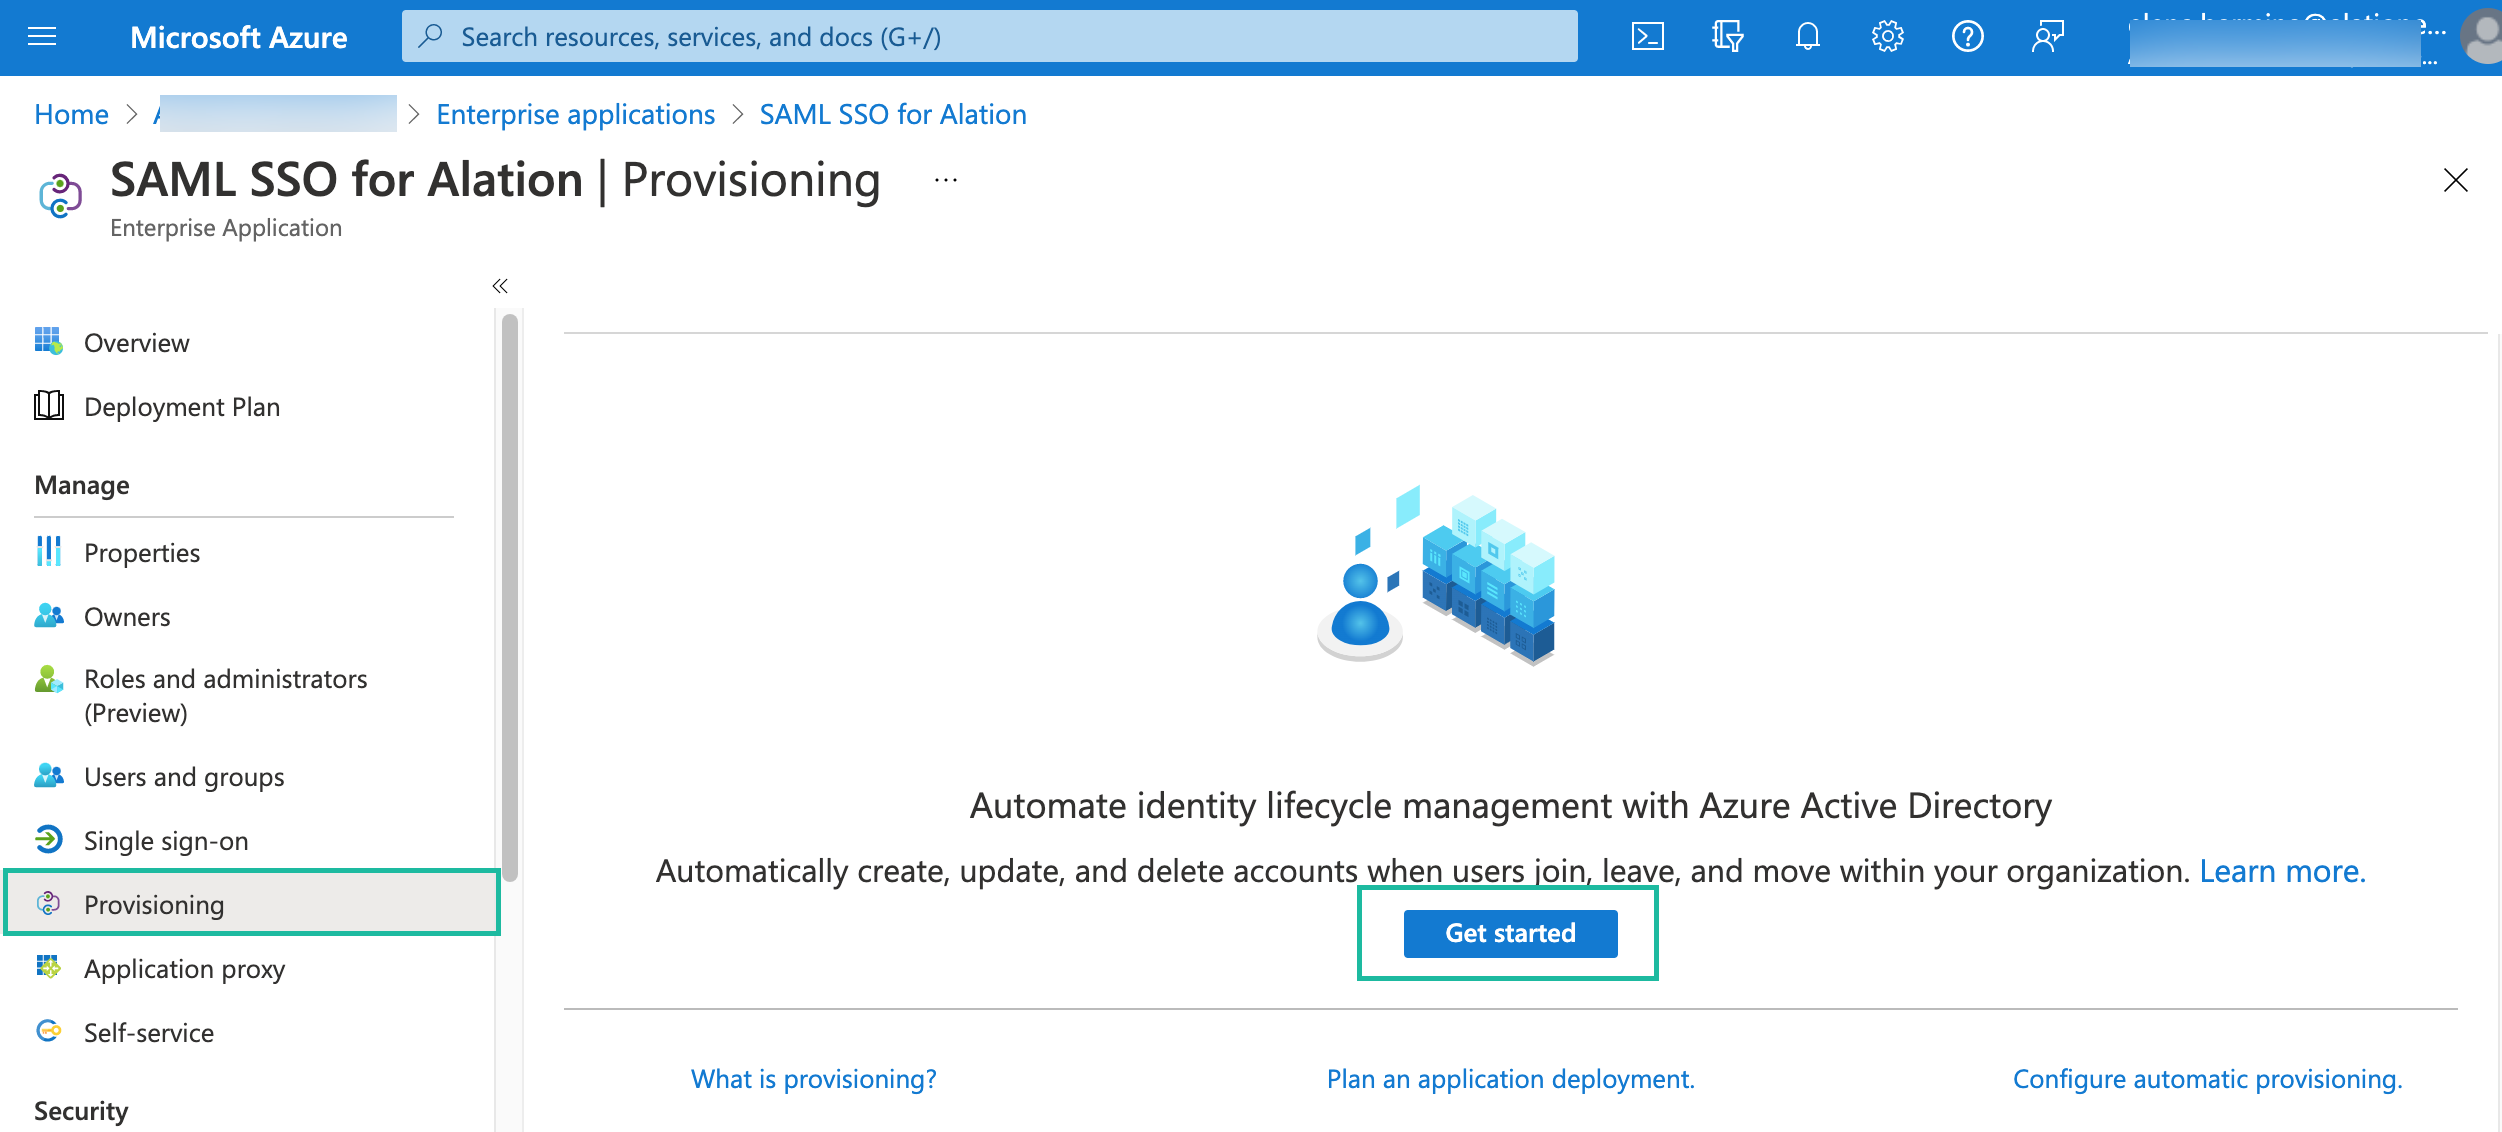 Microsoft Azure
Search resources, services, and docs (G+/)
Home > > Enterprise applications > SAML SSO for Alation
SAML SSO for Alation | Provisioning ...
Enterprise Application
«
Overview
Deployment Plan
Manage
Properties
Owners
Roles and administrators
(Preview)
Users and groups
Single sign-on
Provisioning
Application proxy
Self-service
Security
Automate identity lifecycle management with Azure Active Directory
Automatically create, update, and delete accounts when users join, leave, and move within your organization. Learn more.
Get started
What is provisioning?
Plan an application deployment.
Configure automatic provisioning.